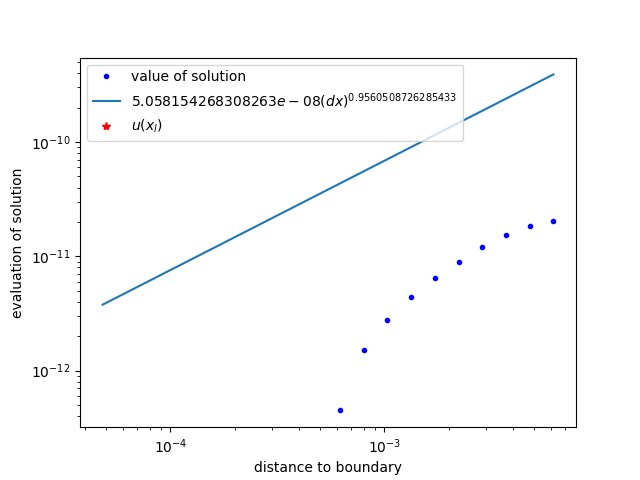 value of solution
5.058154268308263e − 08(dx)^0.9560508726285433
u(x_l)
evaluation of solution
10^−10
10^−11
10^−12
10^−4
10^−3
distance to boundary